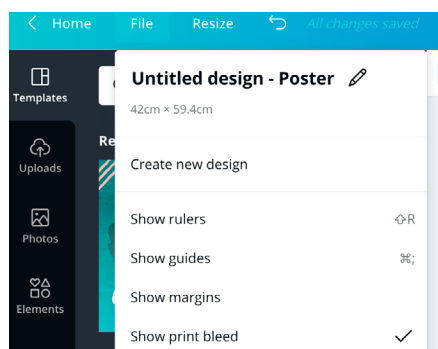 Home File Resize All changes saved
Untitled design - Poster
42cm × 59.4cm
Templates
Re
Create new design
Uploads
Show rulers ⇧R
Photos
Show guides ⌘;
Show margins
Elements
Show print bleed